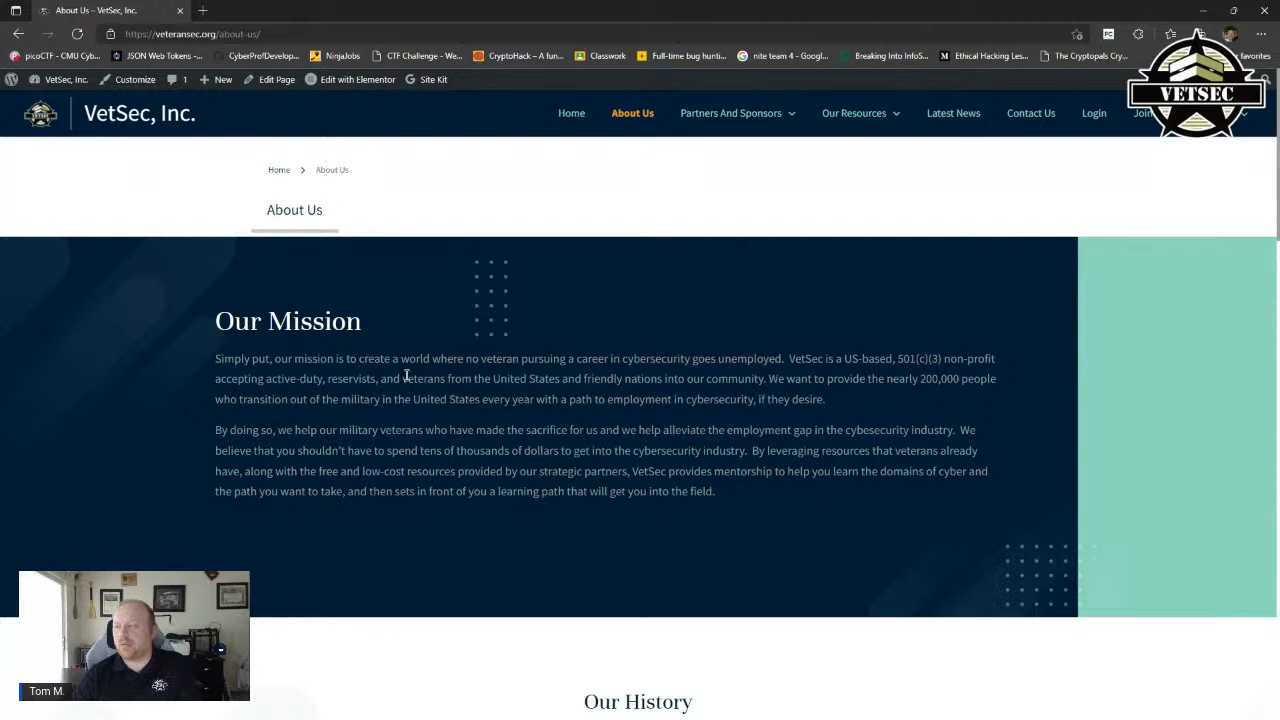 About Us – VetSec, Inc.
https://veteransec.org/about-us/
picoCTF - CMU Cyb...
JSON Web Tokens -...
CyberProfDevelop...
NinjaJobs
CTF Challenge - We...
CryptoHack – A fun...
Classwork
Full-time bug hunti...
nite team 4 - Googl...
Breaking Into InfoS...
Ethical Hacking Les...
The Cryptopals Cry...
VetSec, Inc.
Customize
1
New
Edit Page
Edit with Elementor
Site Kit
VETSEC
VetSec, Inc.
Home
About Us
Partners And Sponsors
Our Resources
Latest News
Contact Us
Login
Home > About Us
About Us
Our Mission
Simply put, our mission is to create a world where no veteran pursuing a career in cybersecurity goes unemployed. VetSec is a US-based, 501(c)(3) non-profit
accepting active-duty, reservists, and veterans from the United States and friendly nations into our community. We want to provide the nearly 200,000 people
who transition out of the military in the United States every year with a path to employment in cybersecurity, if they desire.
By doing so, we help our military veterans who have made the sacrifice for us and we help alleviate the employment gap in the cybesecurity industry. We
believe that you shouldn't have to spend tens of thousands of dollars to get into the cybersecurity industry. By leveraging resources that veterans already
have, along with the free and low-cost resources provided by our strategic partners, VetSec provides mentorship to help you learn the domains of cyber and
the path you want to take, and then sets in front of you a learning path that will get you into the field.
Tom M.
Our History